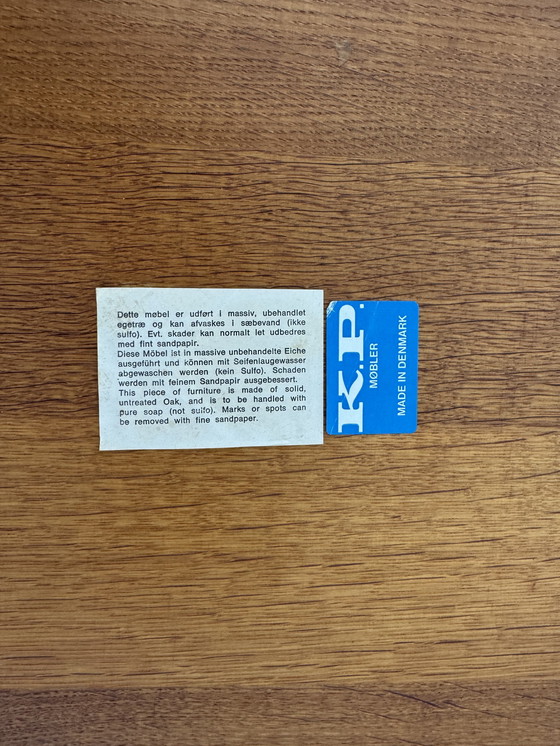 Dette møbel er udført i massiv, ubehandlet
egetræ og kan afvaskes i sæbevand (ikke
sulfo). Evt. skader kan normalt let udbedres
med fint sandpapir.
Diese Möbel ist in massive unbehandelte Eiche
ausgeführt und können mit Seifenlaugewasser
abgewaschen werden (kein Sulfo). Schaden
werden mit feinem Sandpapir ausgebessert.
This piece of furniture is made of solid,
untreated Oak, and is to be handled with
pure soap (not sulfo). Marks or spots can
be removed with fine sandpaper.
K.P.
MØBLER
MADE IN DENMARK